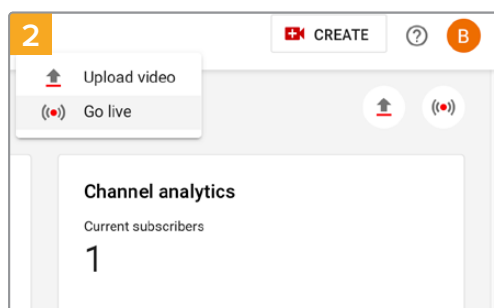 2
CREATE
?
B
Upload video
Go live
Channel analytics
Current subscribers
1